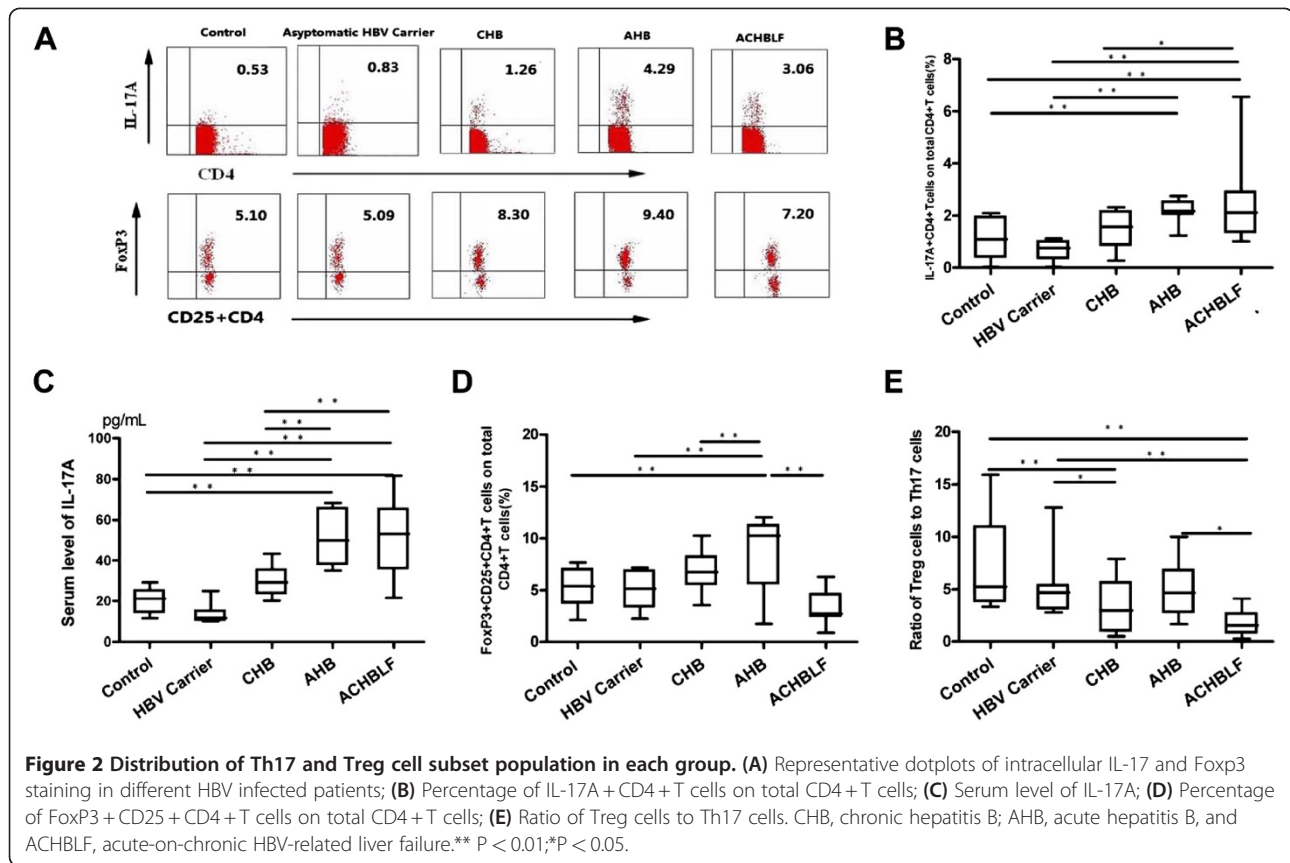 A
Control Asyptomatic HBV Carrier CHB AHB ACHBLF
IL-17A
0.53 0.83 1.26 4.29 3.06
CD4
FoxP3
5.10 5.09 8.30 9.40 7.20
CD25+CD4
B
IL-17A+CD4+Tcells on total CD4+T cells(%)
8
6
4
2
0
*
* *
* *
* *
* *
Control HBV Carrier CHB AHB ACHBLF
C
pg/mL
Serum level of IL-17A
100
80
60
40
20
0
* *
* *
* *
* *
* *
* *
Control HBV Carrier CHB AHB ACHBLF
D
FoxP3+CD25+CD4+T cells on total
CD4+T cells(%)
20
15
10
5
0
* *
* *
* *
* *
Control HBV Carrier CHB AHB ACHBLF
E
Ratio of Treg cells to Th17 cells
20
15
10
5
0
* *
* *
* *
*
*
Control HBV Carrier CHB AHB ACHBLF
Figure 2 Distribution of Th17 and Treg cell subset population in each group. (A) Representative dotplots of intracellular IL-17 and Foxp3
staining in different HBV infected patients; (B) Percentage of IL-17A + CD4 + T cells on total CD4 + T cells; (C) Serum level of IL-17A; (D) Percentage
of FoxP3 + CD25 + CD4 + T cells on total CD4 + T cells; (E) Ratio of Treg cells to Th17 cells. CHB, chronic hepatitis B; AHB, acute hepatitis B, and
ACHBLF, acute-on-chronic HBV-related liver failure.** P < 0.01;*P < 0.05.